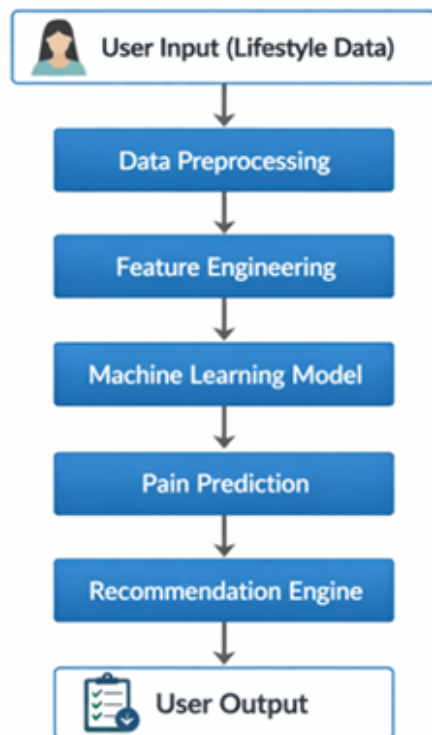 User Input (Lifestyle Data)
Data Preprocessing
Feature Engineering
Machine Learning Model
Pain Prediction
Recommendation Engine
User Output